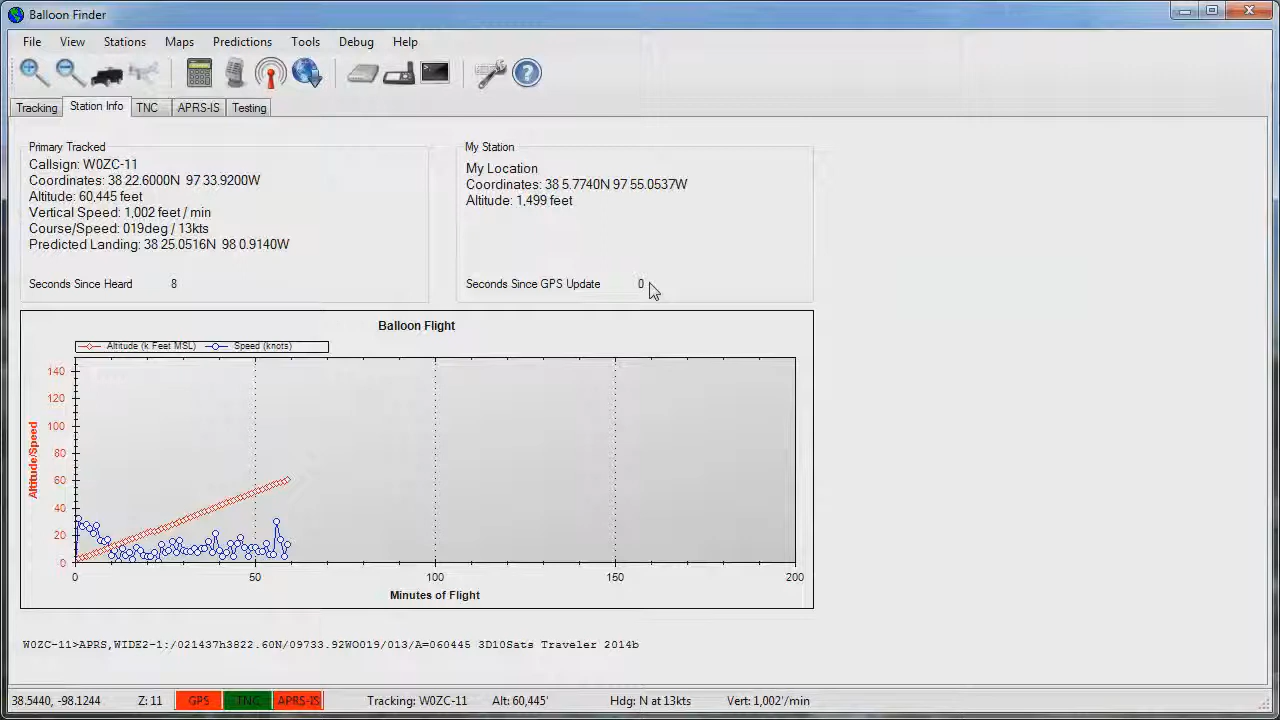 Balloon Finder
File View Stations Maps Predictions Tools Debug Help
Tracking Station Info TNC APRS-IS Testing
Primary Tracked
Callsign: W0ZC-11
Coordinates: 38 22.6000N 97 33.9200W
Altitude: 60,445 feet
Vertical Speed: 1,002 feet / min
Course/Speed: 019deg / 13kts
Predicted Landing: 38 25.0516N 98 0.9140W
Seconds Since Heard 8
My Station
My Location
Coordinates: 38 5.7740N 97 55.0537W
Altitude: 1,499 feet
Seconds Since GPS Update 0
Balloon Flight
Altitude (k Feet MSL) Speed (knots)
Altitude/Speed
140
120
100
80
60
40
20
0
0 50 100 150 200
Minutes of Flight
W0ZC-11>APRS,WIDE2-1:/021437h3822.60N/09733.92WO019/013/A=060445 3D10Sats Traveler 2014b
38.5440, -98.1244 Z: 11 GPS TNC APRS-IS Tracking: W0ZC-11 Alt: 60,445' Hdg: N at 13kts Vert: 1,002'/min